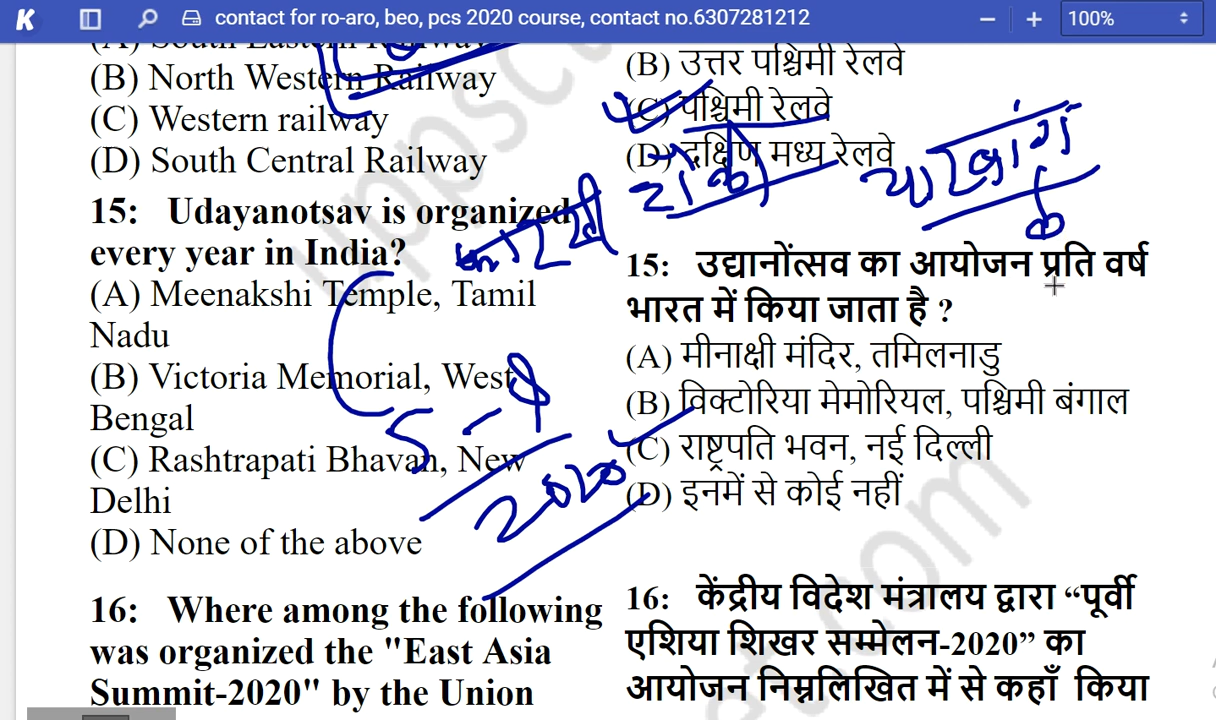 contact for ro-aro, beo, pcs 2020 course, contact no.6307281212
100%
(A) South Eastern Railway
(B) North Western Railway
(C) Western railway
(D) South Central Railway
15: Udayanotsav is organized
every year in India?
(A) Meenakshi Temple, Tamil
Nadu
(B) Victoria Memorial, West
Bengal
(C) Rashtrapati Bhavan, New
Delhi
(D) None of the above
16: Where among the following
was organized the "East Asia
Summit-2020" by the Union
(B) उत्तर पश्चिमी रेलवे
(C) पश्चिमी रेलवे
(D) दक्षिण मध्य रेलवे
15: उद्यानोंत्सव का आयोजन प्रति वर्ष
भारत में किया जाता है ?
(A) मीनाक्षी मंदिर, तमिलनाडु
(B) विक्टोरिया मेमोरियल, पश्चिमी बंगाल
(C) राष्ट्रपति भवन, नई दिल्ली
(D) इनमें से कोई नहीं
16: केंद्रीय विदेश मंत्रालय द्वारा “पूर्वी
एशिया शिखर सम्मेलन-2020” का
आयोजन निम्नलिखित में से कहाँ किया
2020